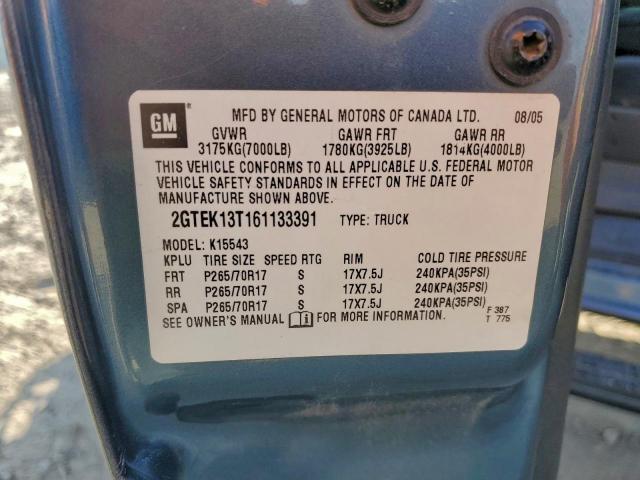 GM ®
MFD BY GENERAL MOTORS OF CANADA LTD. 08/05
GVWR GAWR FRT GAWR RR
3175KG(7000LB) 1780KG(3925LB) 1814KG(4000LB)
THIS VEHICLE CONFORMS TO ALL APPLICABLE U.S. FEDERAL MOTOR
VEHICLE SAFETY STANDARDS IN EFFECT ON THE DATE OF
MANUFACTURE SHOWN ABOVE.
2GTEK13T161133391 TYPE: TRUCK
MODEL: K15543
KPLU TIRE SIZE SPEED RTG RIM COLD TIRE PRESSURE
FRT P265/70R17 S 17X7.5J 240KPA(35PSI)
RR P265/70R17 S 17X7.5J 240KPA(35PSI)
SPA P265/70R17 S 17X7.5J 240KPA(35PSI)
SEE OWNER'S MANUAL FOR MORE INFORMATION.
F 387
T 775